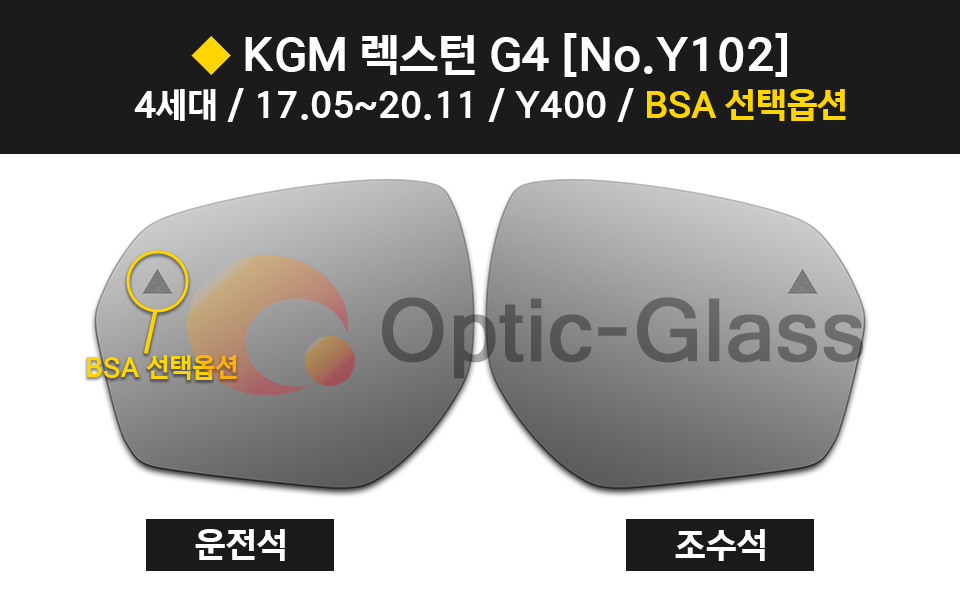 ◆ KGM 렉스턴 G4 [No.Y102]
4세대 / 17.05~20.11 / Y400 / BSA 선택옵션
Optic-Glass
BSA 선택옵션
운전석
조수석